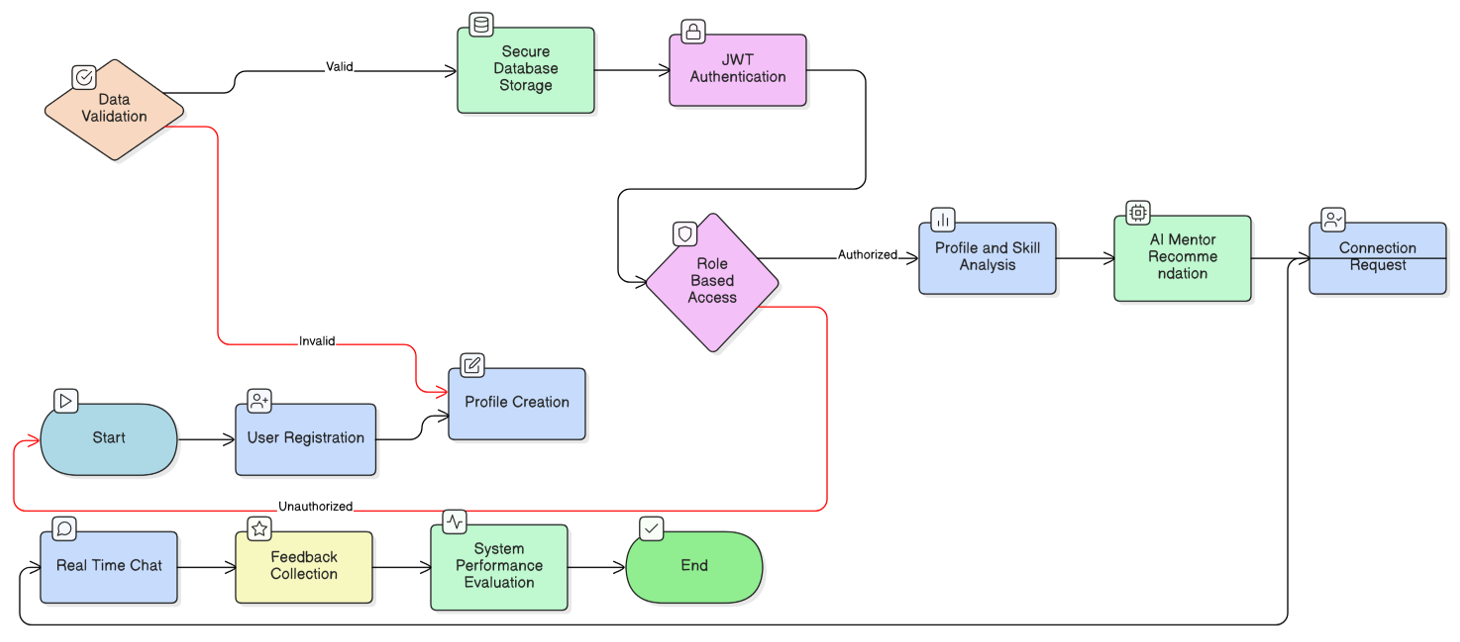 Data
Validation
Valid
Secure
Database
Storage
JWT
Authentication
Role
Based
Access
Authorized
Profile and Skill
Analysis
AI Mentor
Recomme
ndation
Connection
Request
Invalid
Profile Creation
Start
User Registration
Unauthorized
Real Time Chat
Feedback
Collection
System
Performance
Evaluation
End